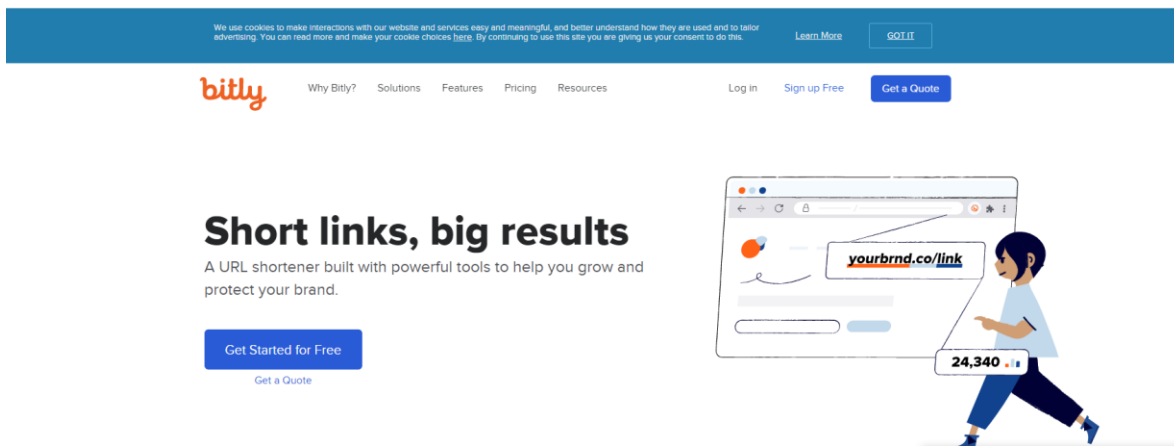 We use cookies to make interactions with our website and services easy and meaningful, and better understand how they are used and to tailor
advertising. You can read more and make your cookie choices here. By continuing to use this site you are giving us your consent to do this.
Learn More
GOT IT
bitly
Why Bitly?
Solutions
Features
Pricing
Resources
Log in
Sign up Free
Get a Quote
Short links, big results
A URL shortener built with powerful tools to help you grow and
protect your brand.
Get Started for Free
Get a Quote
yourbrnd.co/link
24,340